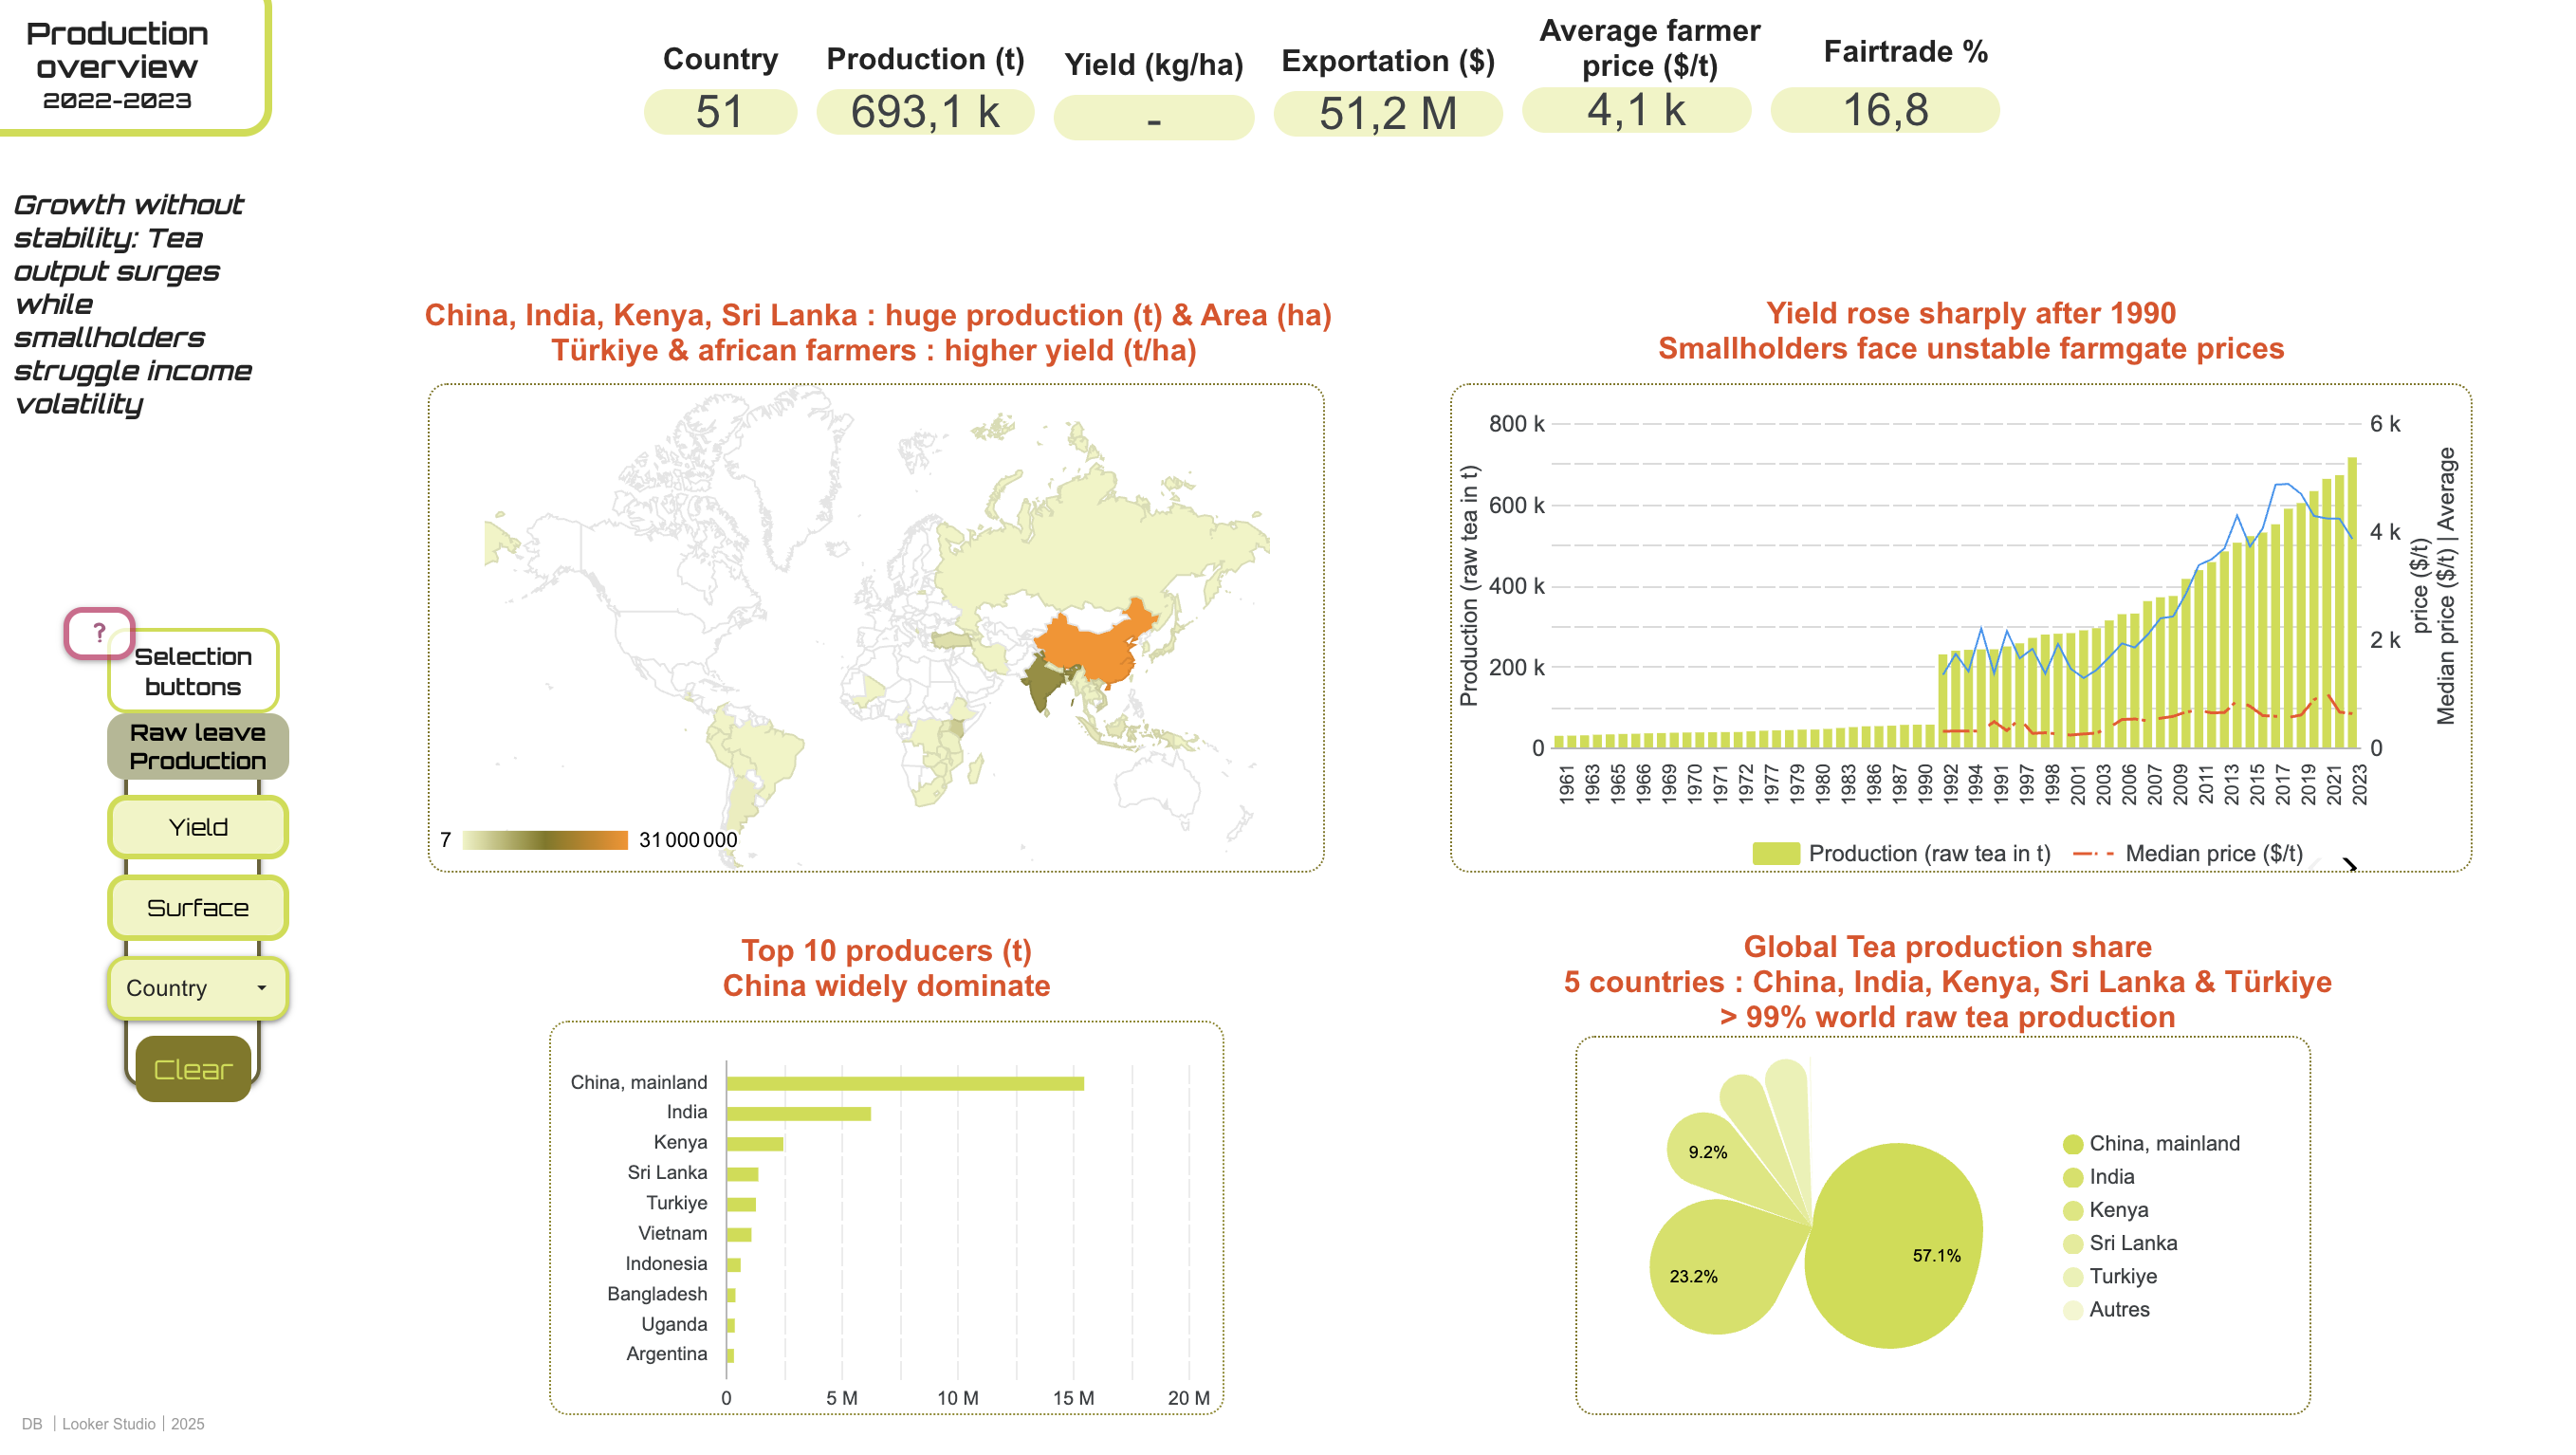 Production
overview
2022-2023
Country
51
Production (t)
693,1 k
Yield (kg/ha)
-
Exportation ($)
51,2 M
Average farmer
price ($/t)
4,1 k
Fairtrade %
16,8
Growth without
stability: Tea
output surges
while
smallholders
struggle income
volatility
?
Selection
buttons
Raw leave
Production
Yield
Surface
Country
Clear
China, India, Kenya, Sri Lanka : huge production (t) & Area (ha)
Türkiye & african farmers : higher yield (t/ha)
7
31 000 000
Yield rose sharply after 1990
Smallholders face unstable farmgate prices
Production (raw tea in t)
800 k
600 k
400 k
200 k
0
6 k
4 k
2 k
0
price ($/t)
Median price ($/t) | Average
1961
1963
1965
1966
1969
1970
1971
1972
1977
1979
1980
1983
1986
1987
1990
1992
1994
1991
1997
1998
2001
2003
2006
2007
2009
2011
2013
2015
2017
2019
2021
2023
Production (raw tea in t)
Median price ($/t)
Top 10 producers (t)
China widely dominate
China, mainland
India
Kenya
Sri Lanka
Turkiye
Vietnam
Indonesia
Bangladesh
Uganda
Argentina
0
5 M
10 M
15 M
20 M
Global Tea production share
5 countries : China, India, Kenya, Sri Lanka & Türkiye
> 99% world raw tea production
9.2%
23.2%
57.1%
China, mainland
India
Kenya
Sri Lanka
Turkiye
Autres
DB | Looker Studio | 2025